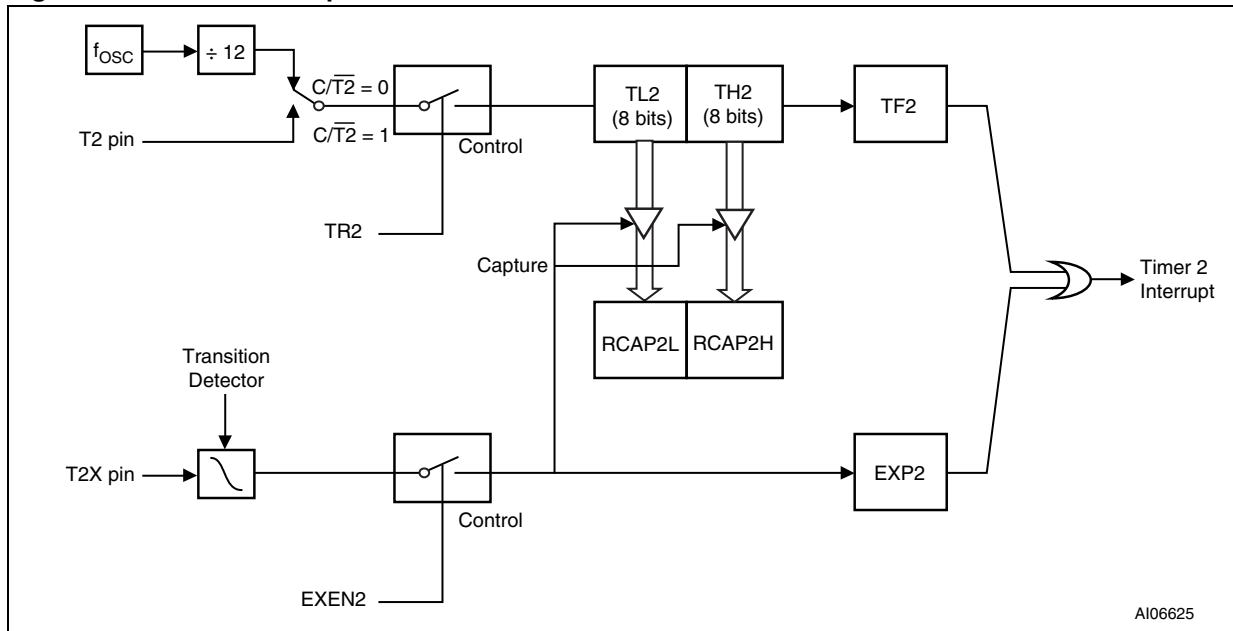 fOSC
÷ 12
C/T2 = 0
T2 pin
C/T2 = 1
Control
TR2
TL2
(8 bits)
TH2
(8 bits)
TF2
Capture
Timer 2
Interrupt
RCAP2L
RCAP2H
Transition
Detector
T2X pin
Control
EXP2
EXEN2
AI06625